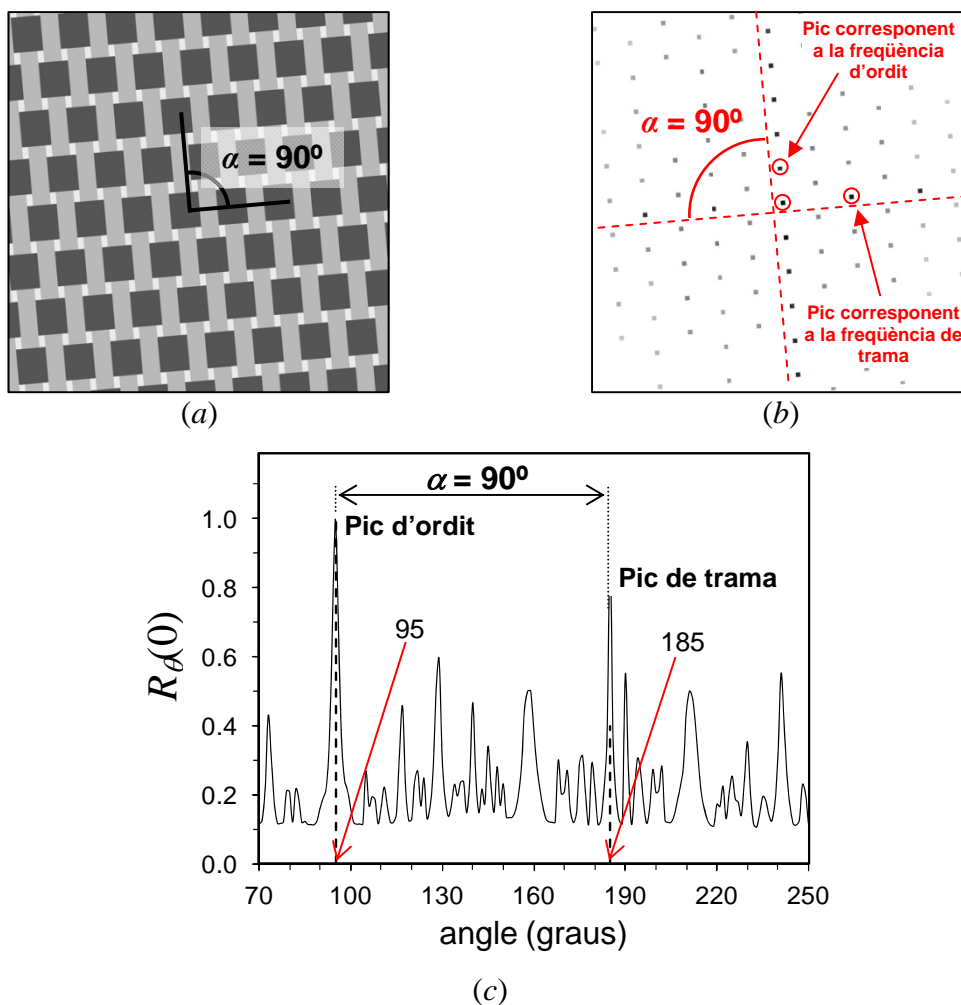 α = 90º
(a)
Pic corresponent
a la freqüència
d’ordit
α = 90º
Pic corresponent
a la freqüència de
trama
(b)
α = 90º
Pic d’ordit
Pic de trama
95
185
1.0
0.8
0.6
0.4
0.2
0.0
Rθ(0)
70 100 130 160 190 220 250
angle (graus)
(c)